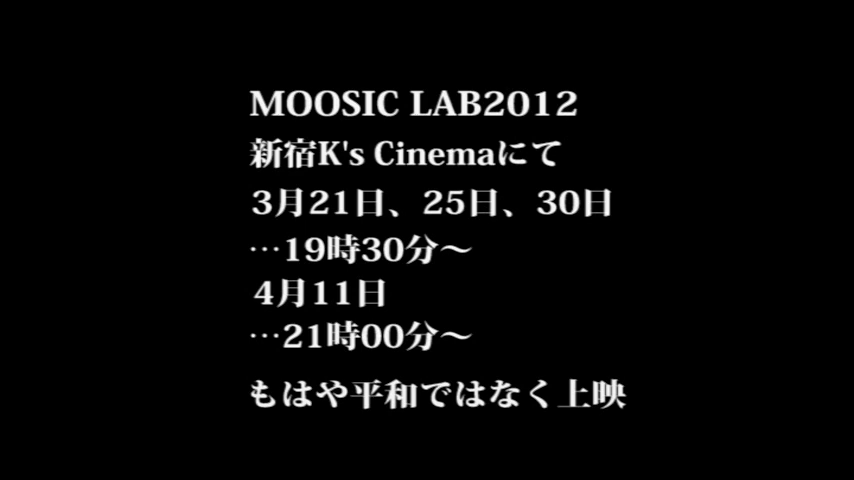 MOOSIC LAB2012
新宿K's Cinemaにて
3月21日、25日、30日
…19時30分～
4月11日
…21時00分～
もはや平和ではなく上映